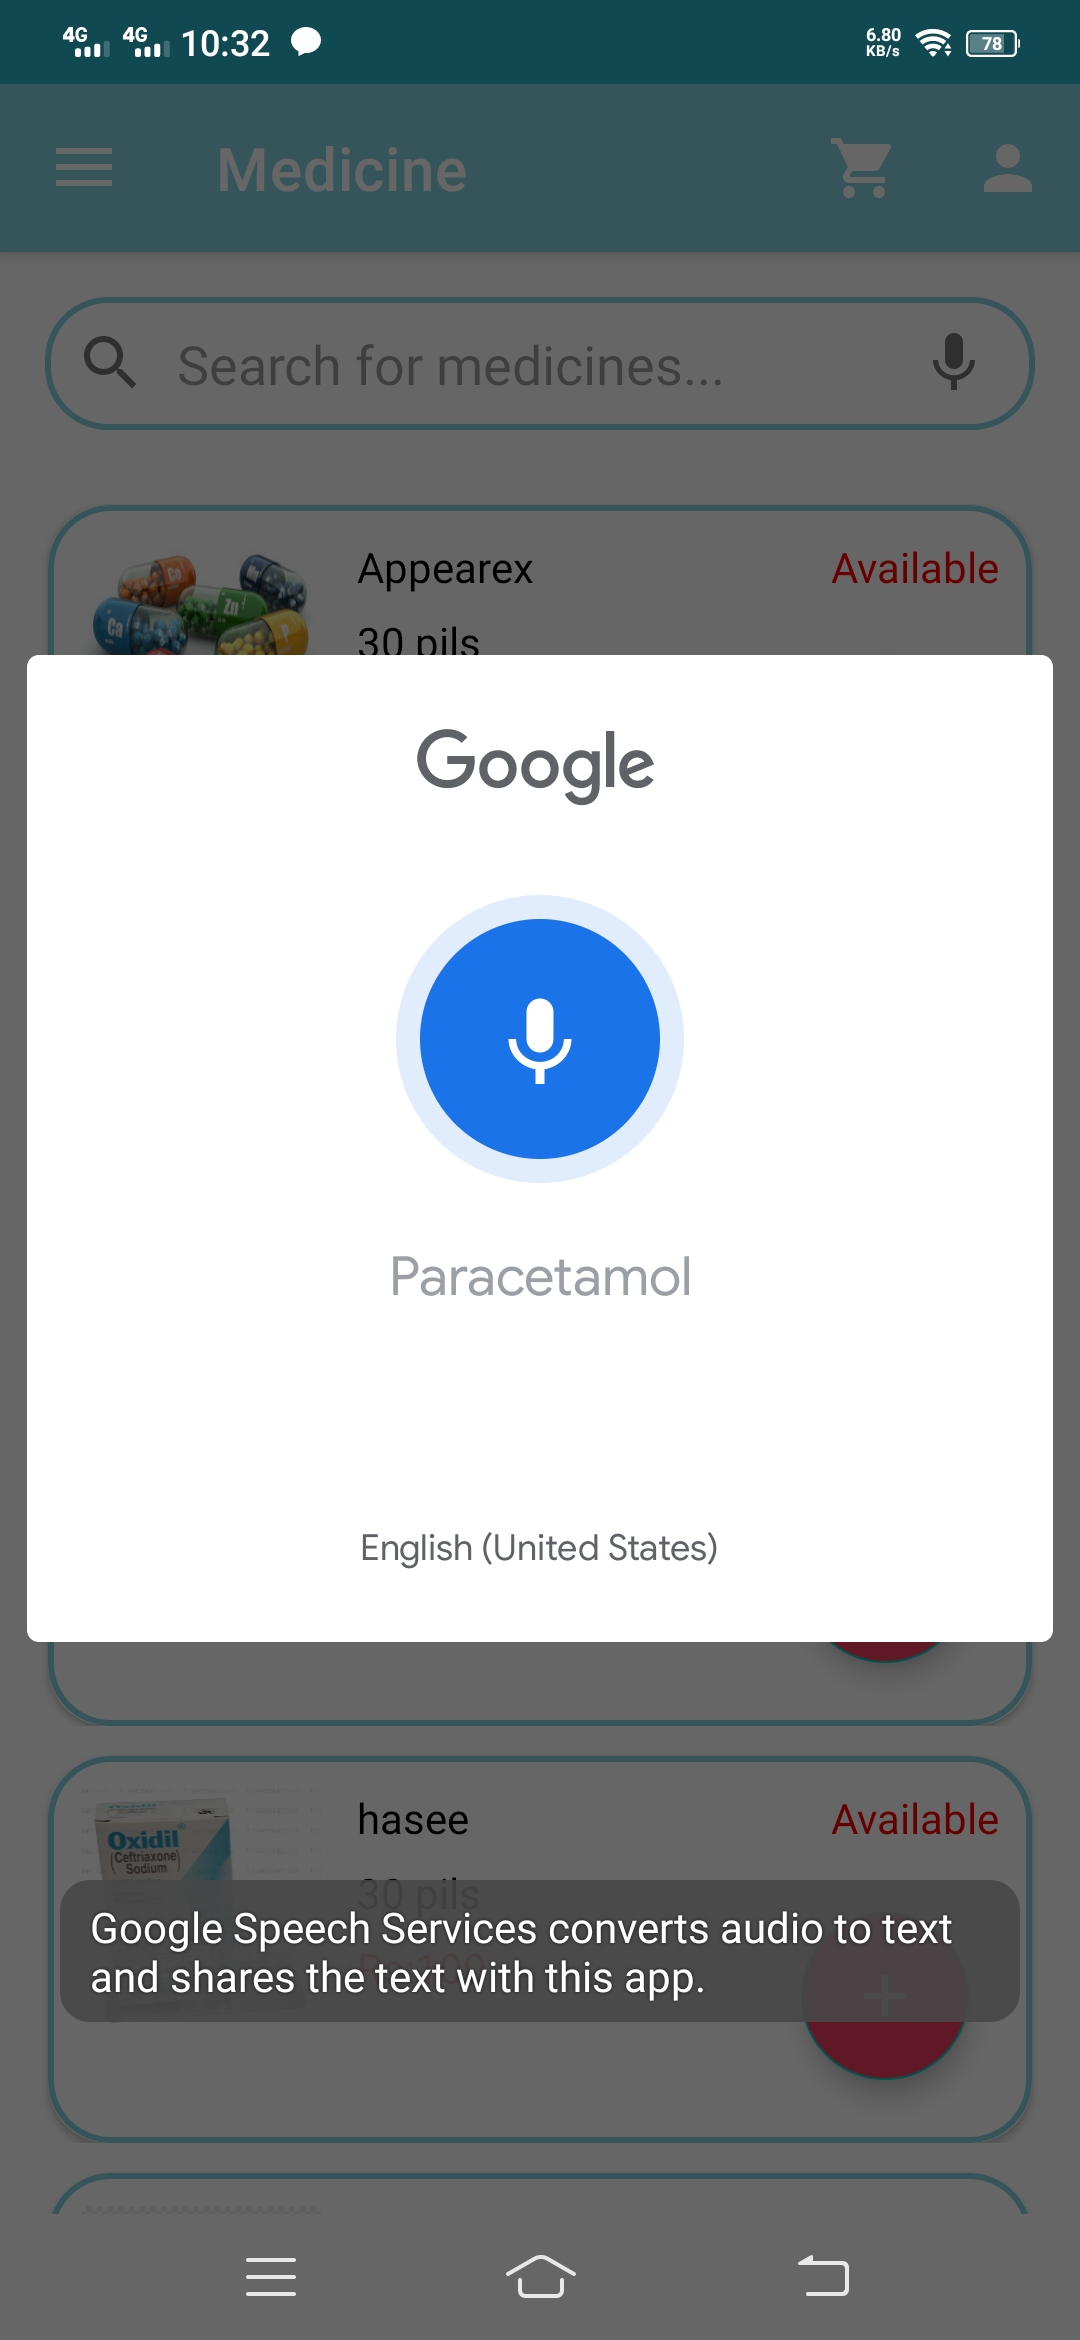 4G 4G 10:32
6.80 KB/s 78
Medicine
Search for medicines...
Appearex Available
30 pils
Co
Zn
Ca
Google
Paracetamol
English (United States)
hasee Available
Oxidil
(Ceftriaxone)
Sodium
30 pils
Google Speech Services converts audio to text
and shares the text with this app.